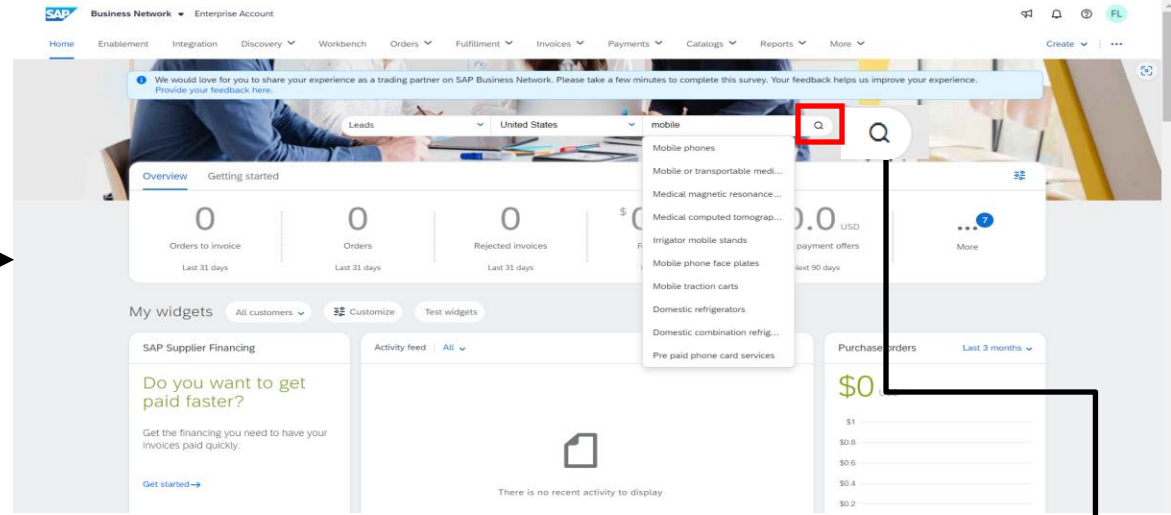 SAP Business Network Enterprise Account FL
Home Enablement Integration Discovery Workbench Orders Fulfillment Invoices Payments Catalogs Reports More Create
We would love for you to share your experience as a trading partner on SAP Business Network. Please take a few minutes to complete this survey. Your feedback helps us improve your experience.
Provide your feedback here.
Leads United States mobile
Mobile phones
Mobile or transportable medi...
Medical magnetic resonance...
Medical computed tomograp...
Irrigator mobile stands
Mobile phone face plates
Mobile traction carts
Domestic refrigerators
Domestic combination refrig...
Pre paid phone card services
Overview Getting started
0 0 0 $ .0 USD ... 7
Orders to invoice Orders Rejected invoices payment offers More
Last 31 days Last 31 days Last 31 days 90 days
My widgets All customers Customize Test widgets
SAP Supplier Financing Activity feed All Purchase orders Last 3 months
Do you want to get
paid faster?
Get the financing you need to have your
invoices paid quickly.
Get started
There is no recent activity to display
$0
$1
$0.8
$0.6
$0.4
$0.2